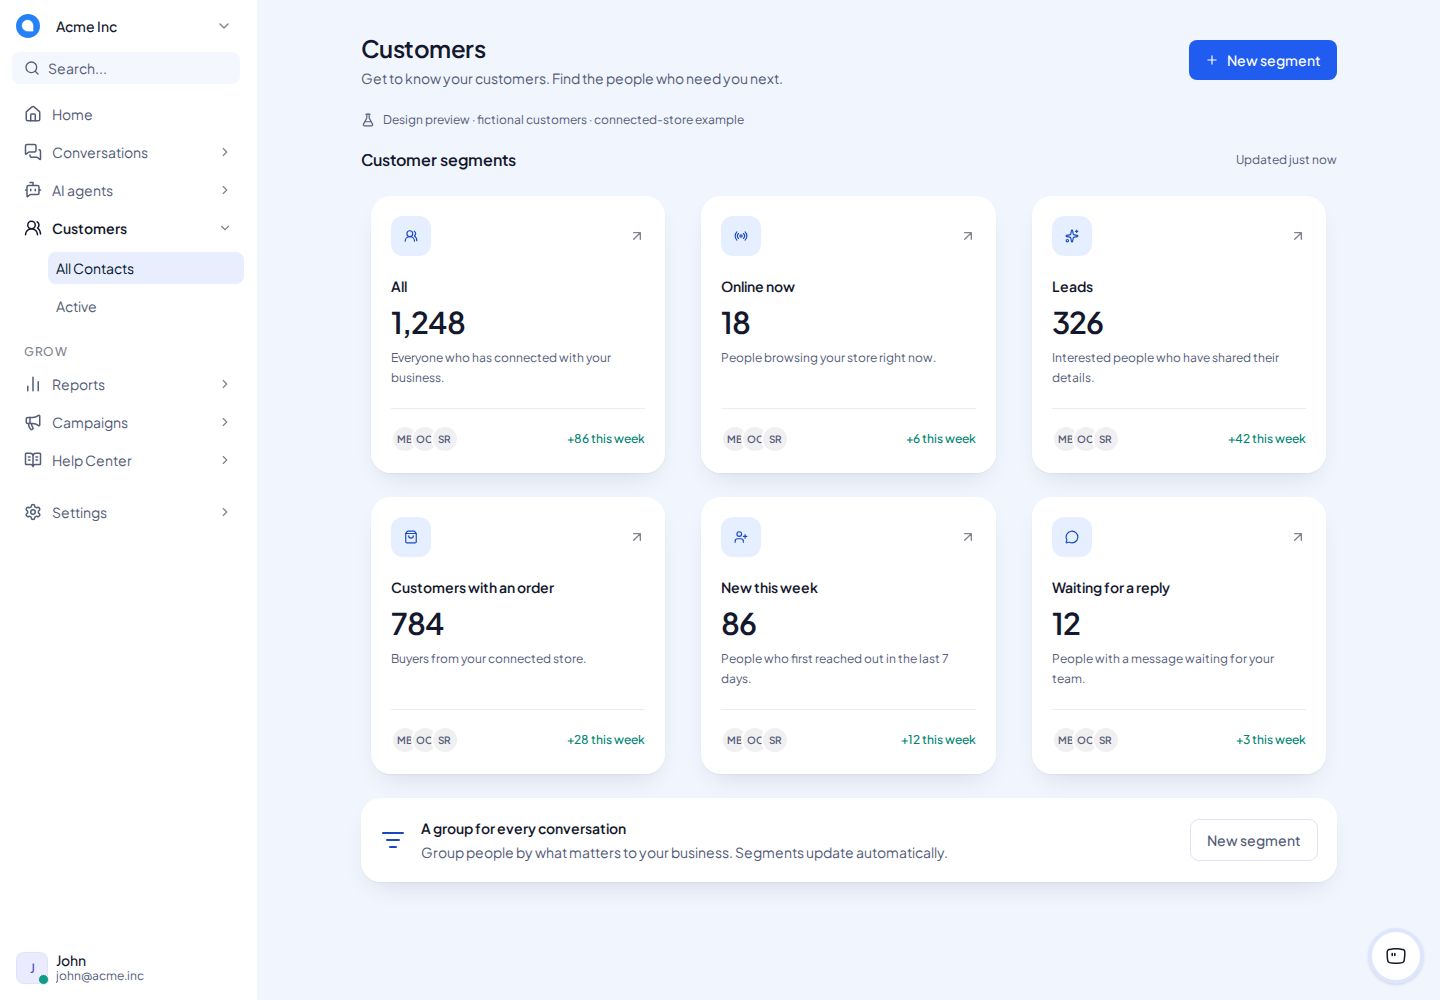 Acme Inc
Search...
Home
Conversations
AI agents
Customers
All Contacts
Active
GROW
Reports
Campaigns
Help Center
Settings
J
John
john@acme.inc
Customers
Get to know your customers. Find the people who need you next.
New segment
Design preview · fictional customers · connected-store example
Customer segments
Updated just now
All
1,248
Everyone who has connected with your
business.
ME OC SR
+86 this week
Online now
18
People browsing your store right now.
ME OC SR
+6 this week
Leads
326
Interested people who have shared their
details.
ME OC SR
+42 this week
Customers with an order
784
Buyers from your connected store.
ME OC SR
+28 this week
New this week
86
People who first reached out in the last 7
days.
ME OC SR
+12 this week
Waiting for a reply
12
People with a message waiting for your
team.
ME OC SR
+3 this week
A group for every conversation
Group people by what matters to your business. Segments update automatically.
New segment